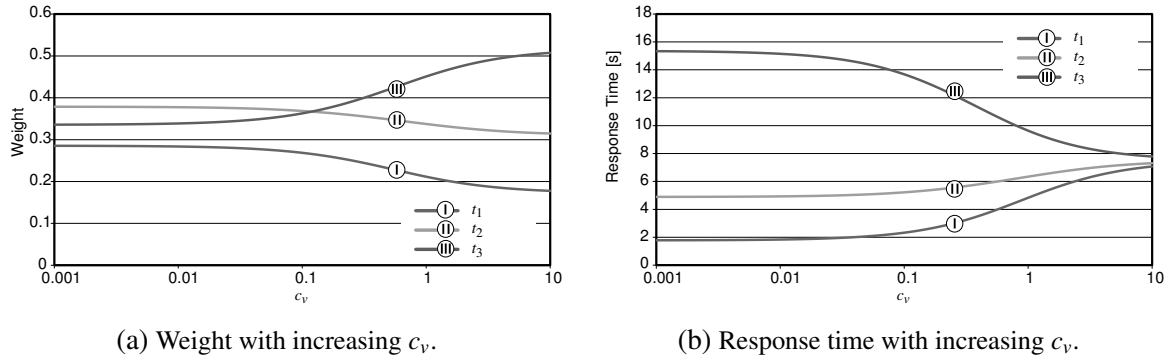 0.6
0.5
0.4
0.3
0.2
0.1
0
Weight
III
II
I
I t1
II t2
III t3
0.001 0.01 0.1 1 10
cv
(a) Weight with increasing cv.
18
16
14
12
10
8
6
4
2
0
Response Time [s]
I t1
II t2
III t3
III
II
I
0.001 0.01 0.1 1 10
cv
(b) Response time with increasing cv.